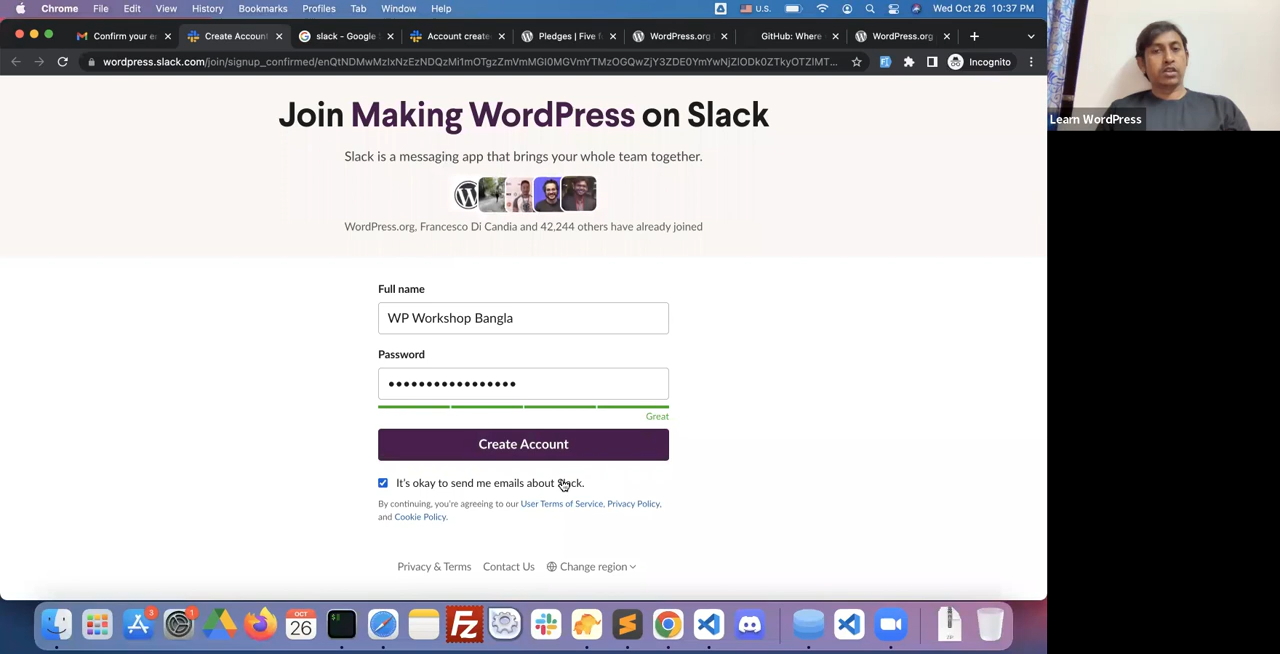 Chrome File Edit View History Bookmarks Profiles Tab Window Help U.S. Wed Oct 26 10:37 PM
Confirm your e Create Account slack - Google Account create Pledges | Five f WordPress.org GitHub: Where WordPress.org
Incognito
Join Making WordPress on Slack
Slack is a messaging app that brings your whole team together.
WordPress.org, Francesco Di Candia and 42,244 others have already joined
Full name
WP Workshop Bangla
Password
•••••••••••••••••
Great
Create Account
It's okay to send me emails about Slack.
By continuing, you're agreeing to our User Terms of Service, Privacy Policy,
and Cookie Policy.
Privacy & Terms Contact Us Change region
Learn WordPress
3
1
OCT
26
Fz
ZIP